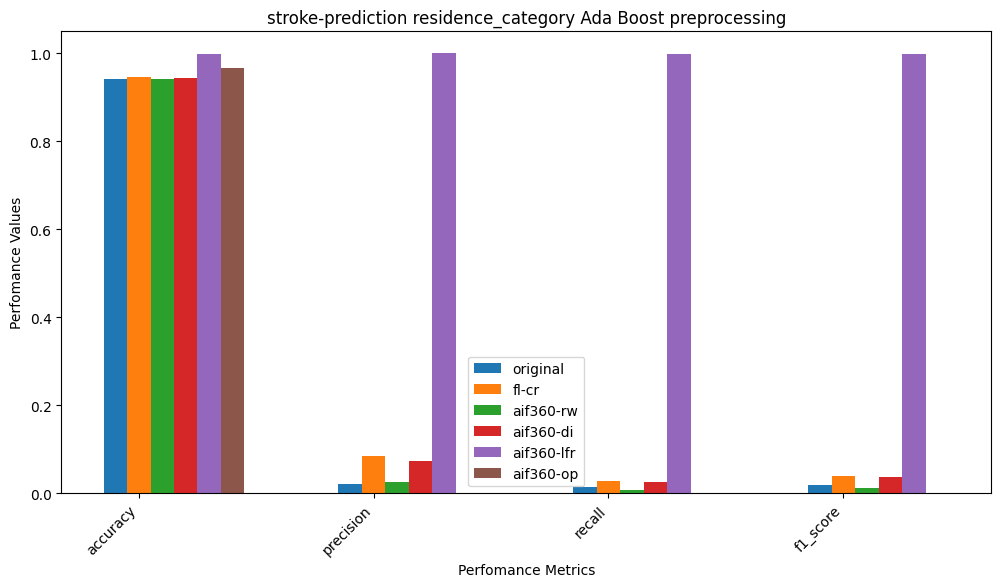 stroke-prediction residence_category Ada Boost preprocessing
1.0
0.8
0.6
0.4
0.2
0.0
Perfomance Values
original
fl-cr
aif360-rw
aif360-di
aif360-lfr
aif360-op
accuracy
precision
recall
f1_score
Perfomance Metrics